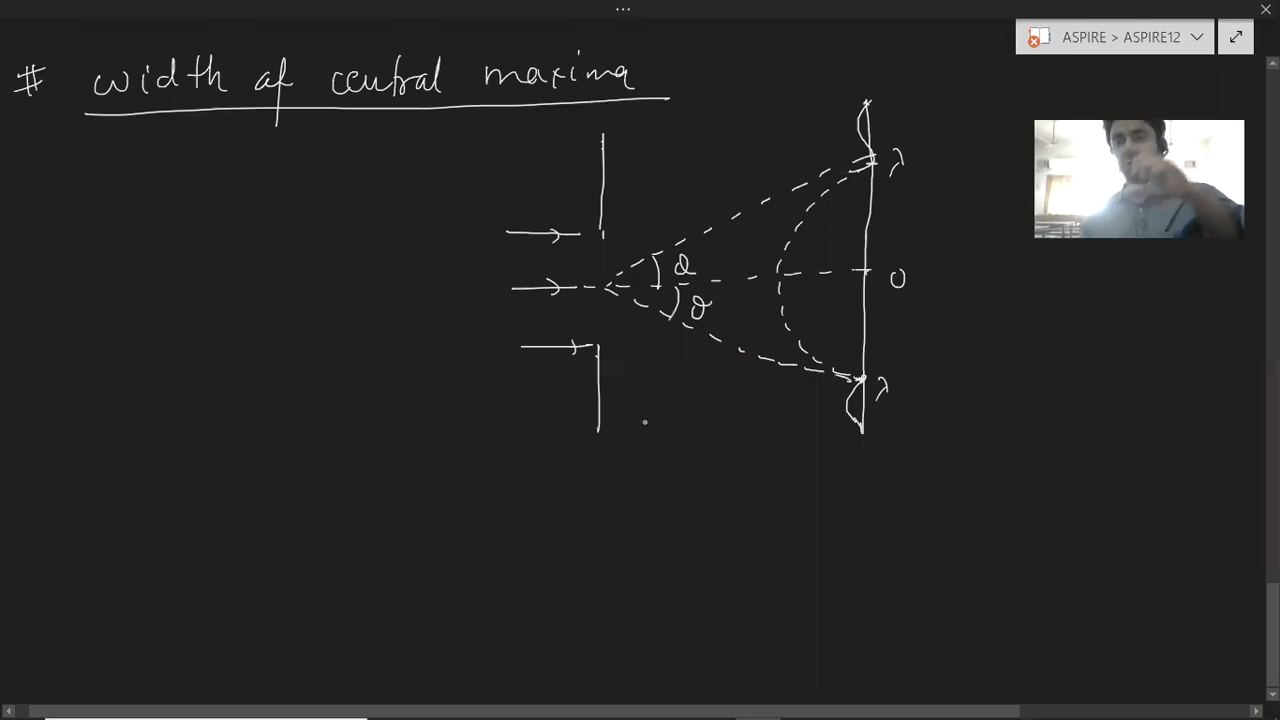 # width of central maxima
ASPIRE > ASPIRE12
λ
θ
O
θ
λ